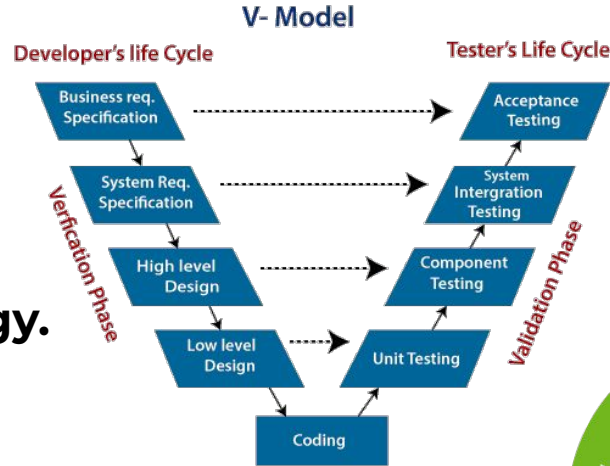 V- Model
Developer's life Cycle
Tester's Life Cycle
Business req.
Specification
Acceptance
Testing
System Req.
Specification
System
Intergration
Testing
Verfication Phase
Validation Phase
High level
Design
Component
Testing
gy.
Low level
Design
Unit Testing
Coding